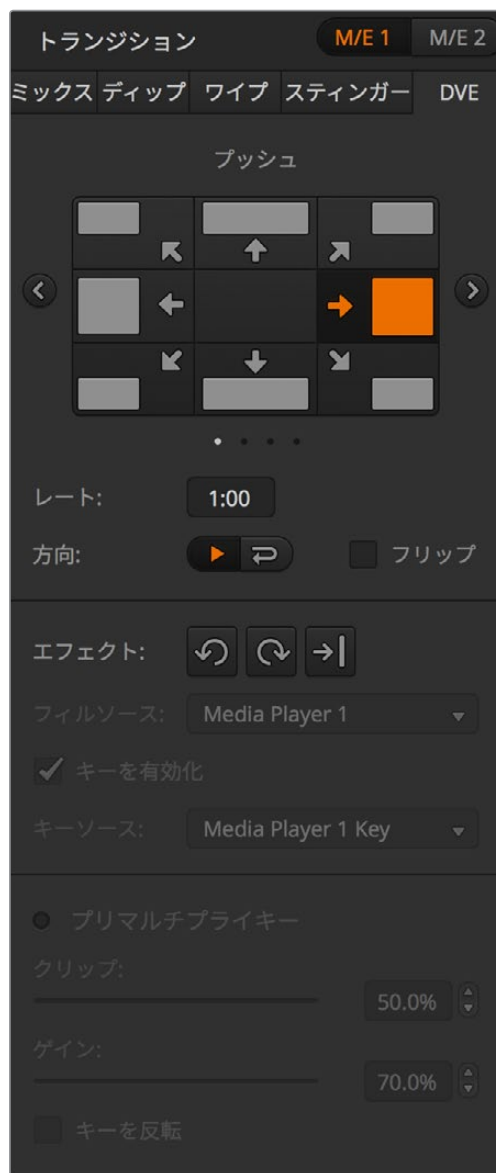 トランジション M/E 1 M/E 2
ミックス ディップ ワイプ スティンガー DVE
プッシュ
レート: 1:00
方向: フリップ
エフェクト:
フィルソース: Media Player 1
キーを有効化
キーソース: Media Player 1 Key
プリマルチプライキー
クリップ:
50.0%
ゲイン:
70.0%
キーを反転